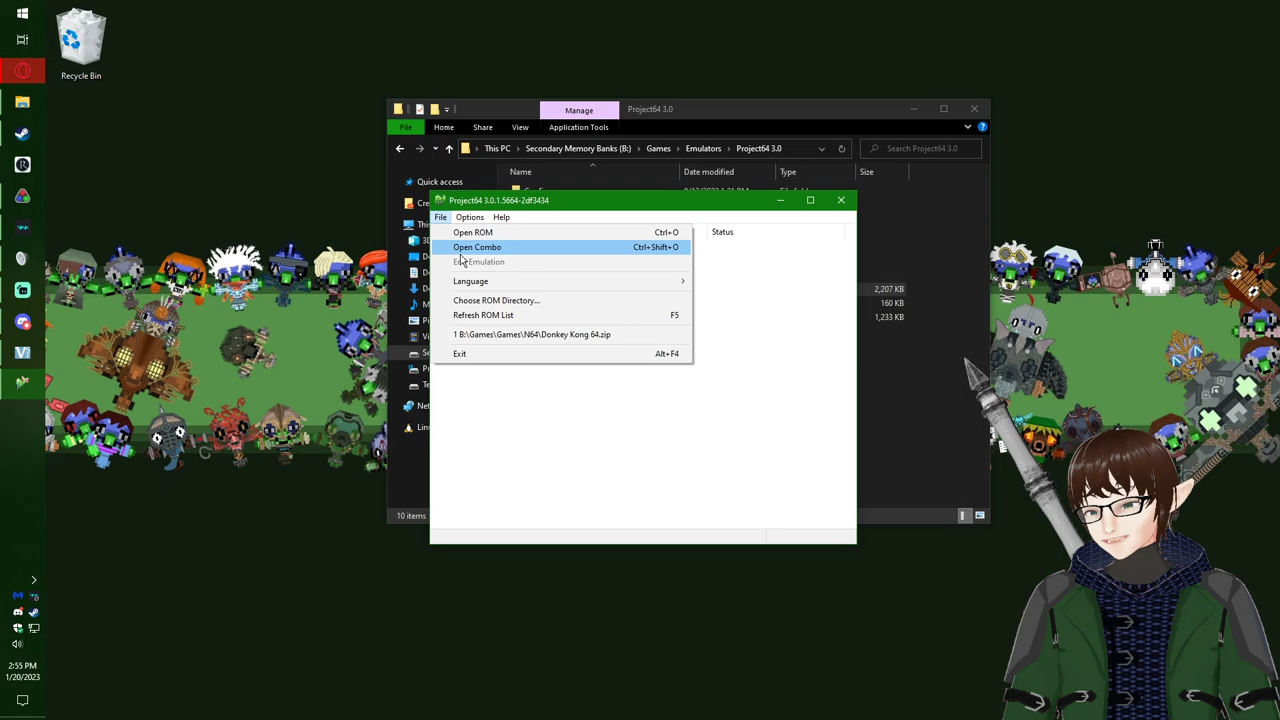 Recycle Bin
Manage
Project64 3.0
File
Home
Share
View
Application Tools
This PC
Secondary Memory Banks (B:)
Games
Emulators
Project64 3.0
Search Project64 3.0
Name
Date modified
Type
Size
Quick access
Project64 3.0.1.5664-2df3434
File
Options
Help
Status
Open ROM
Ctrl+O
Open Combo
Ctrl+Shift+O
Emulation
Language
Choose ROM Directory...
Refresh ROM List
F5
1 B:\Games\Games\N64\Donkey Kong 64.zip
Exit
Alt+F4
2,207 KB
160 KB
1,233 KB
10 items
2:55 PM
1/20/2023